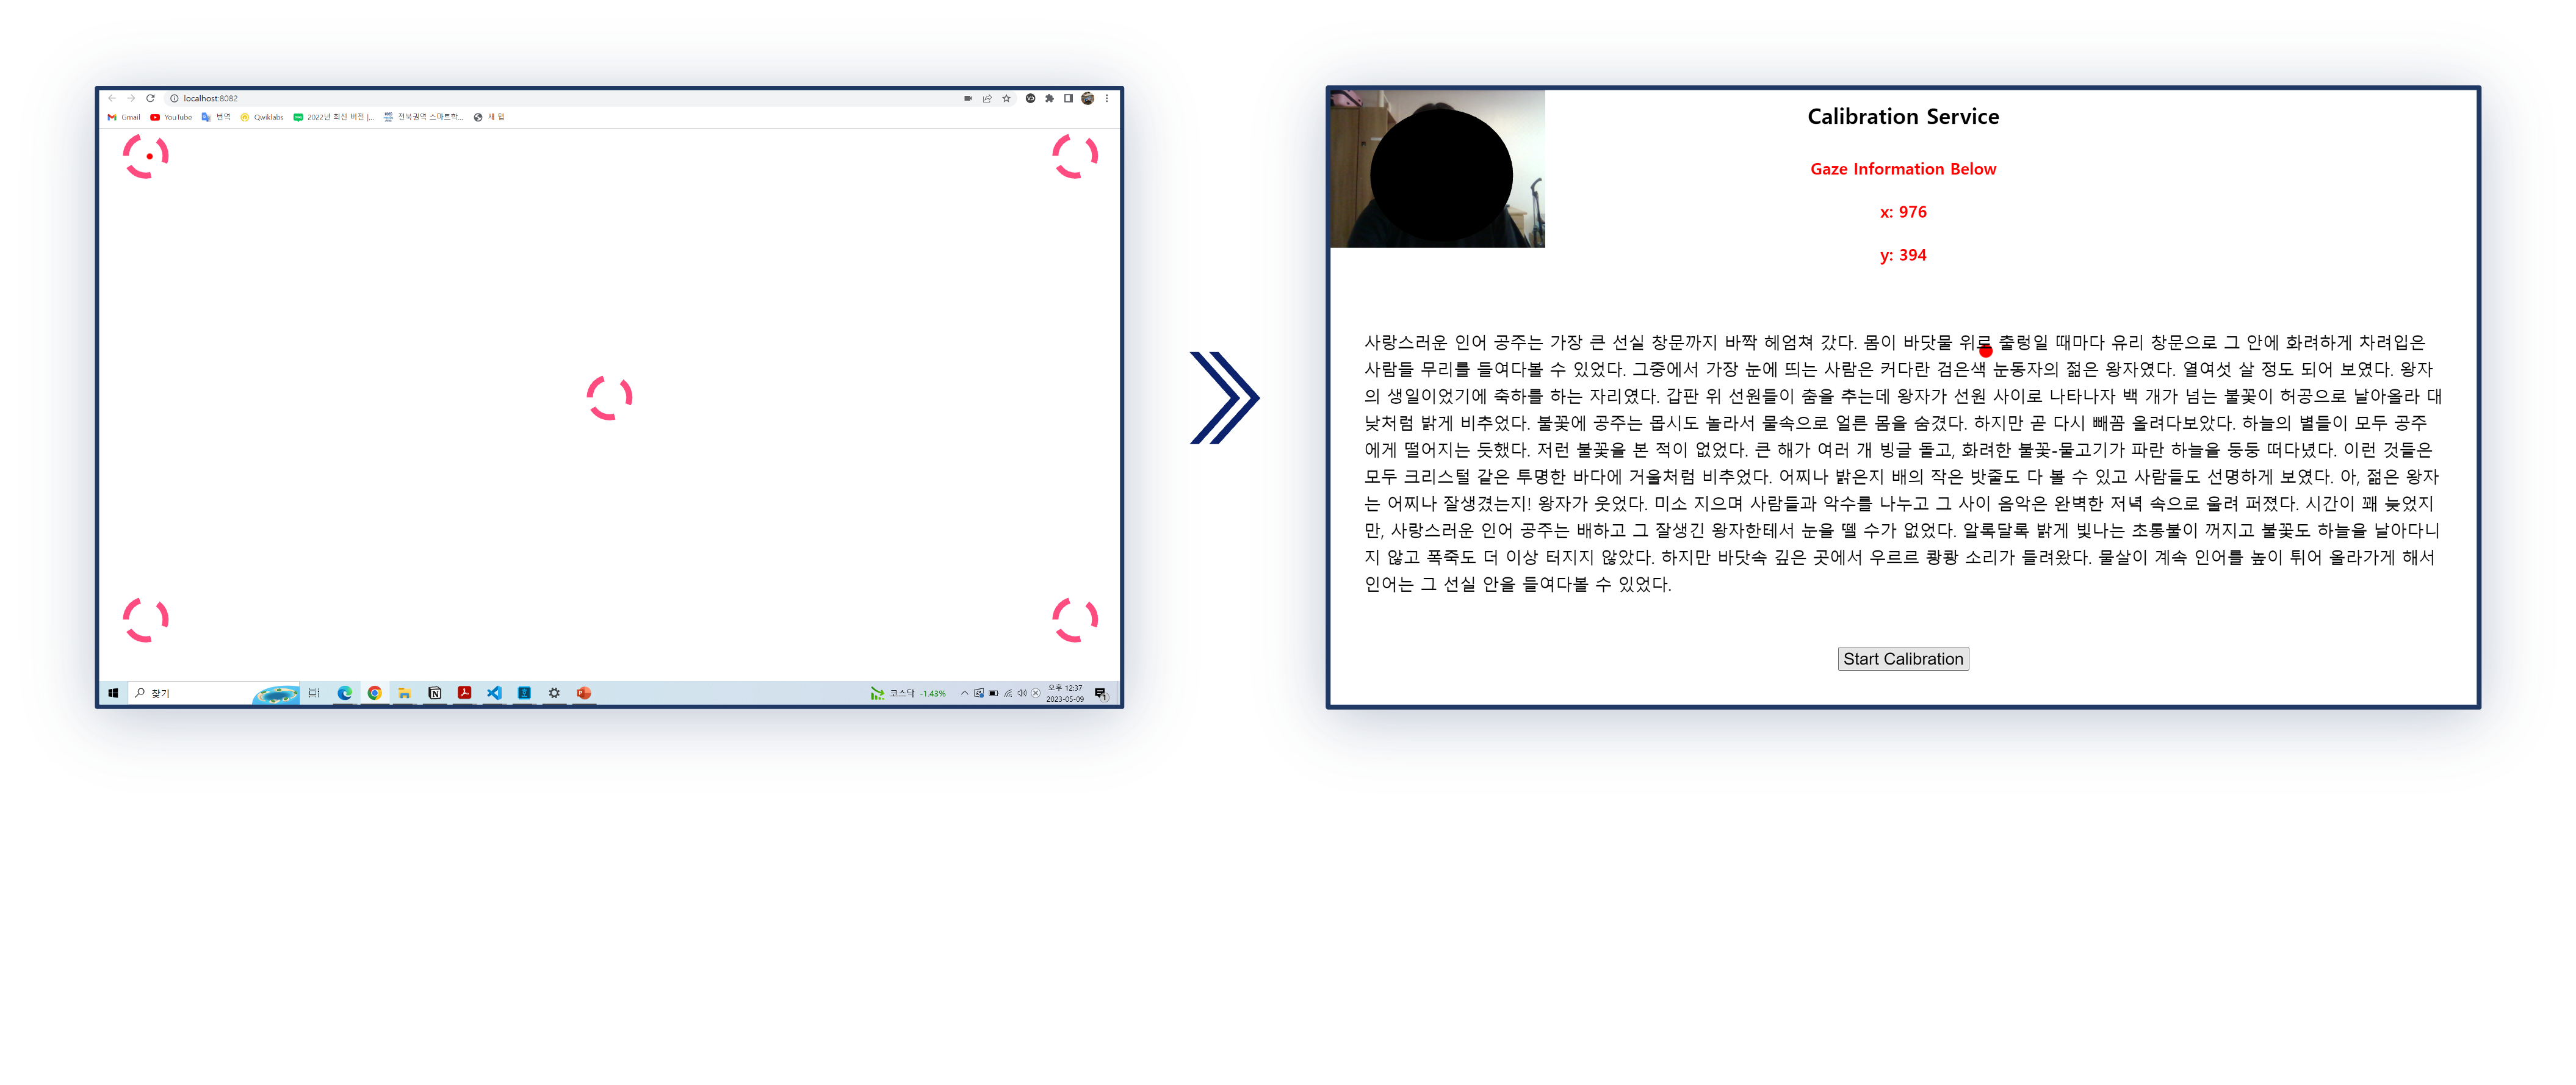 localhost:8082
Gmail YouTube 번역 Qwiklabs 2022년 최신 버전 |... 전북권역 스마트학... 새 탭
찾기
코스닥 -1.43%
오후 12:37
2023-05-09
Calibration Service
Gaze Information Below
x: 976
y: 394
사랑스러운 인어 공주는 가장 큰 선실 창문까지 바짝 헤엄쳐 갔다. 몸이 바닷물 위로 출렁일 때마다 유리 창문으로 그 안에 화려하게 차려입은
사람들 무리를 들여다볼 수 있었다. 그중에서 가장 눈에 띄는 사람은 커다란 검은색 눈동자의 젊은 왕자였다. 열여섯 살 정도 되어 보였다. 왕자
의 생일이었기에 축하를 하는 자리였다. 갑판 위 선원들이 춤을 추는데 왕자가 선원 사이로 나타나자 백 개가 넘는 불꽃이 허공으로 날아올라 대
낮처럼 밝게 비추었다. 불꽃에 공주는 몹시도 놀라서 물속으로 얼른 몸을 숨겼다. 하지만 곧 다시 빼꼼 올려다보았다. 하늘의 별들이 모두 공주
에게 떨어지는 듯했다. 저런 불꽃을 본 적이 없었다. 큰 해가 여러 개 빙글 돌고, 화려한 불꽃-물고기가 파란 하늘을 둥둥 떠다녔다. 이런 것들은
모두 크리스털 같은 투명한 바다에 거울처럼 비추었다. 어찌나 밝은지 배의 작은 밧줄도 다 볼 수 있고 사람들도 선명하게 보였다. 아, 젊은 왕자
는 어찌나 잘생겼는지! 왕자가 웃었다. 미소 지으며 사람들과 악수를 나누고 그 사이 음악은 완벽한 저녁 속으로 울려 퍼졌다. 시간이 꽤 늦었지
만, 사랑스러운 인어 공주는 배하고 그 잘생긴 왕자한테서 눈을 뗄 수가 없었다. 알록달록 밝게 빛나는 초롱불이 꺼지고 불꽃도 하늘을 날아다니
지 않고 폭죽도 더 이상 터지지 않았다. 하지만 바닷속 깊은 곳에서 우르르 쾅쾅 소리가 들려왔다. 물살이 계속 인어를 높이 튀어 올라가게 해서
인어는 그 선실 안을 들여다볼 수 있었다.
Start Calibration